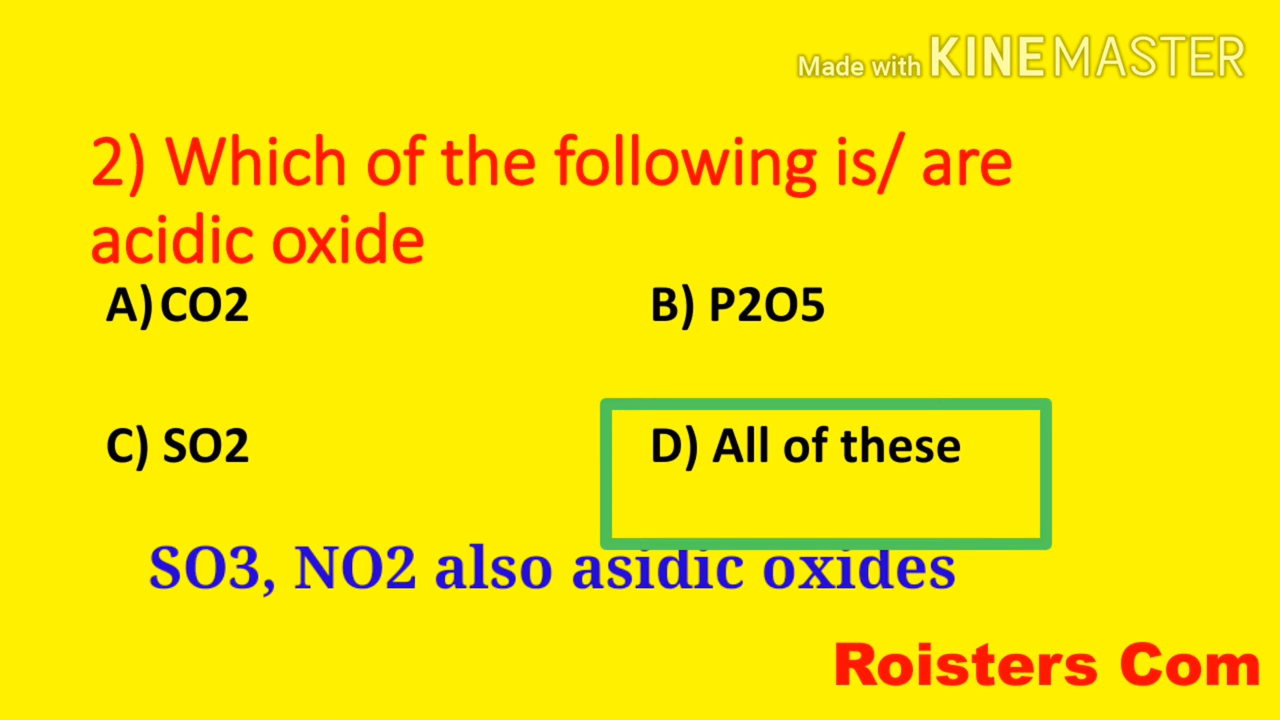 Made with KINEMASTER
2) Which of the following is/ are
acidic oxide
A) CO2
B) P2O5
C) SO2
D) All of these
SO3, NO2 also asidic oxides
Roisters Com